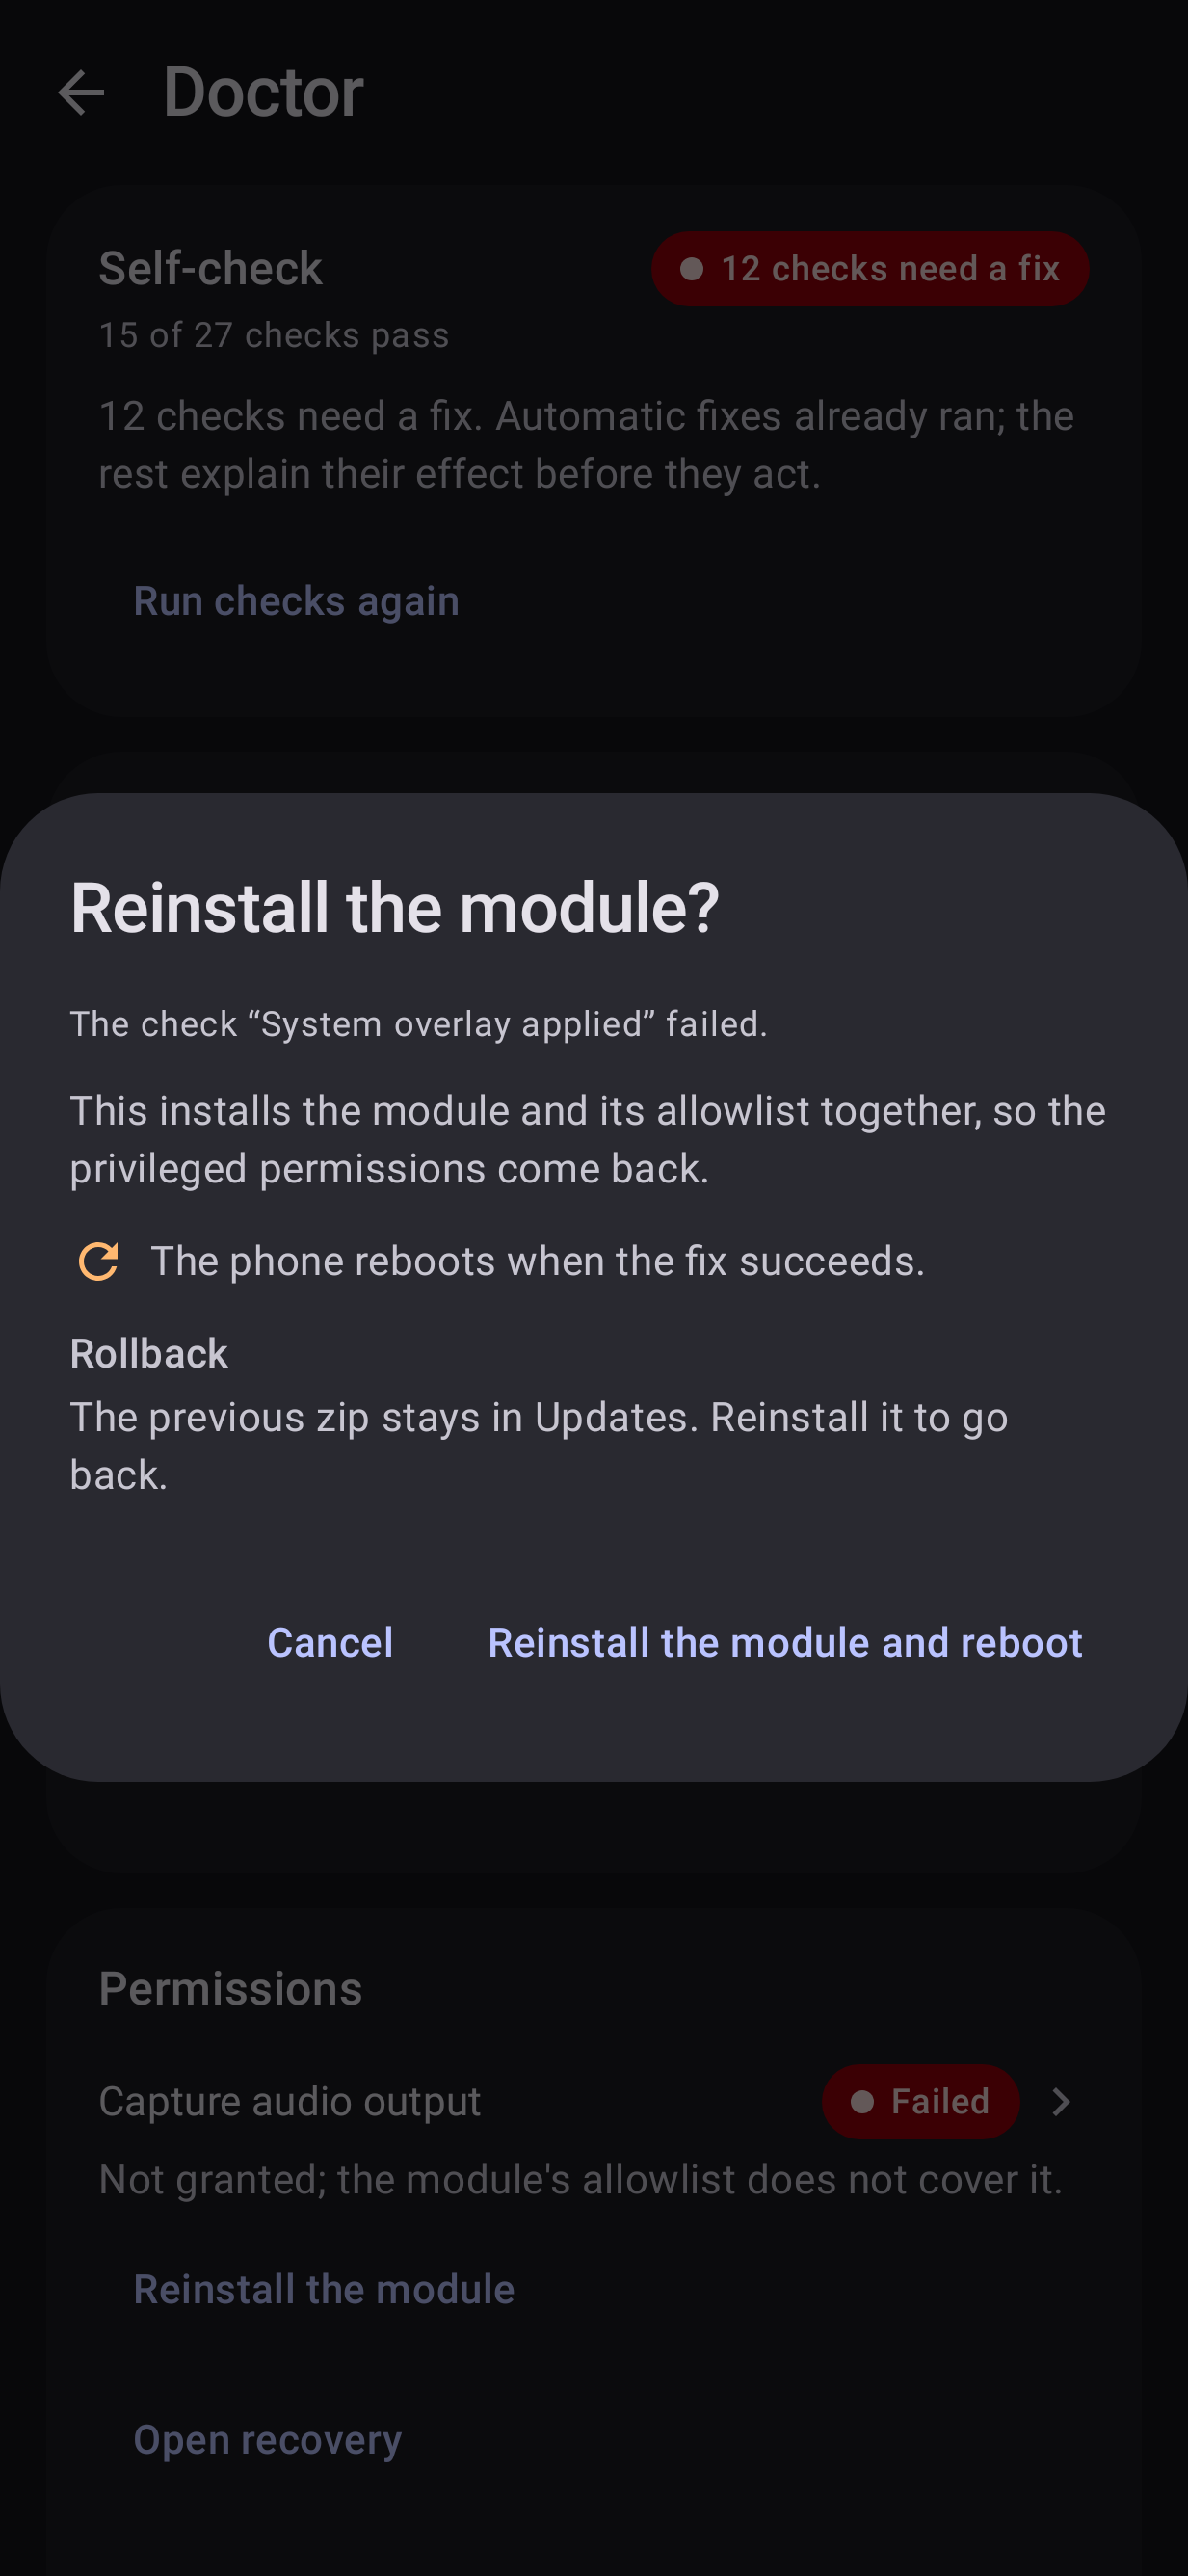 Doctor
Self-check
12 checks need a fix
15 of 27 checks pass
12 checks need a fix. Automatic fixes already ran; the
rest explain their effect before they act.
Run checks again
Reinstall the module?
The check “System overlay applied” failed.
This installs the module and its allowlist together, so the
privileged permissions come back.
The phone reboots when the fix succeeds.
Rollback
The previous zip stays in Updates. Reinstall it to go
back.
Cancel
Reinstall the module and reboot
Permissions
Capture audio output
Failed
Not granted; the module's allowlist does not cover it.
Reinstall the module
Open recovery